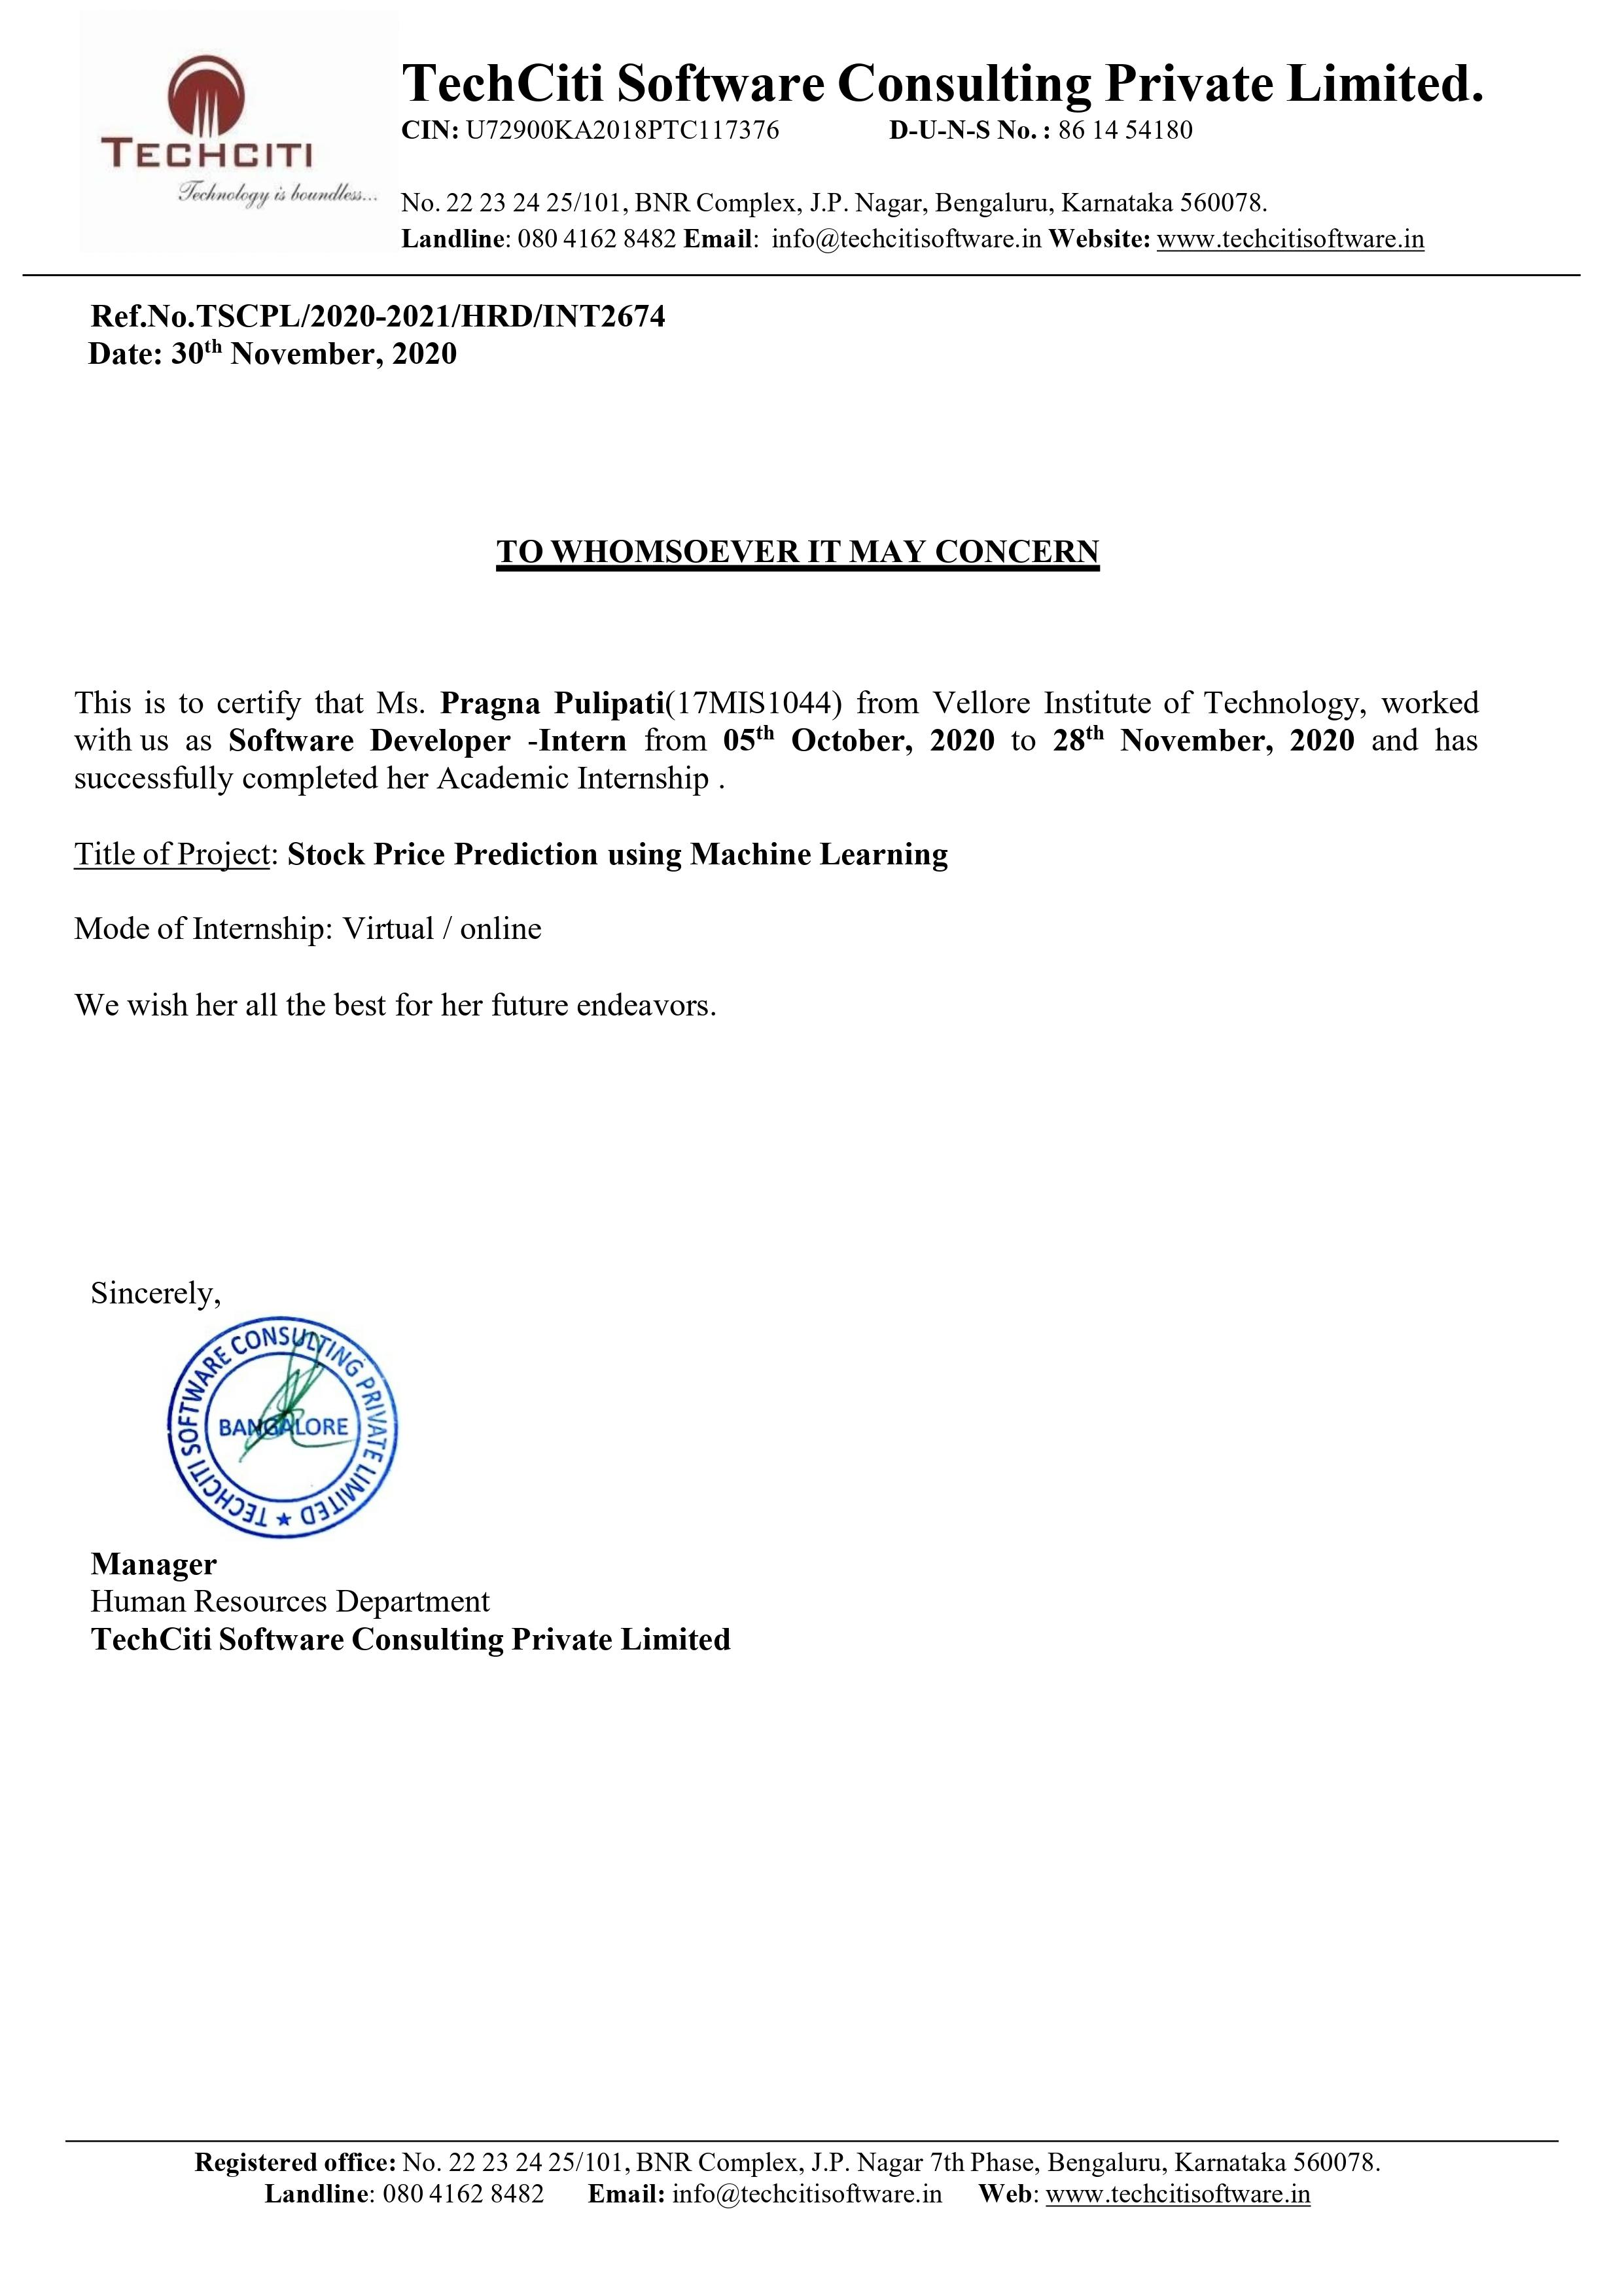 TECHCITI
Technology is boundless...
TechCiti Software Consulting Private Limited.
CIN: U72900KA2018PTC117376 D-U-N-S No. : 86 14 54180
No. 22 23 24 25/101, BNR Complex, J.P. Nagar, Bengaluru, Karnataka 560078.
Landline: 080 4162 8482 Email: info@techcitisoftware.in Website: www.techcitisoftware.in
Ref.No.TSCPL/2020-2021/HRD/INT2674
Date: 30th November, 2020
TO WHOMSOEVER IT MAY CONCERN
This is to certify that Ms. Pragna Pulipati(17MIS1044) from Vellore Institute of Technology, worked
with us as Software Developer -Intern from 05th October, 2020 to 28th November, 2020 and has
successfully completed her Academic Internship .
Title of Project: Stock Price Prediction using Machine Learning
Mode of Internship: Virtual / online
We wish her all the best for her future endeavors.
Sincerely,
TECHCITI SOFTWARE CONSULTING PRIVATE LIMITED ★
BANGALORE
Manager
Human Resources Department
TechCiti Software Consulting Private Limited
Registered office: No. 22 23 24 25/101, BNR Complex, J.P. Nagar 7th Phase, Bengaluru, Karnataka 560078.
Landline: 080 4162 8482 Email: info@techcitisoftware.in Web: www.techcitisoftware.in